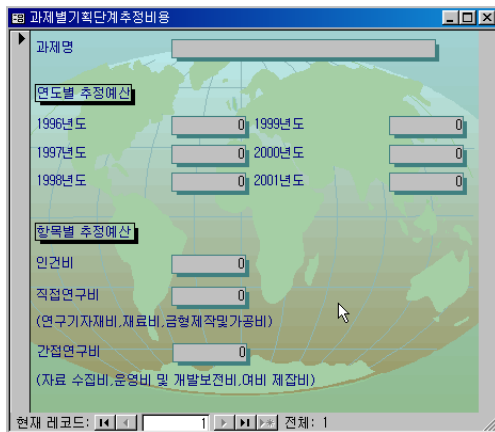 과제별기획단계추정비용
과제명
연도별 추정예산
1996년도 0 1999년도 0
1997년도 0 2000년도 0
1998년도 0 2001년도 0
항목별 추정예산
인건비 0
직접연구비 0
(연구기자재비,재료비,금형제작및가공비)
간접연구비 0
(자료 수집비,운영비 및 개발보전비,여비 제잡비)
현재 레코드: 1 전체: 1